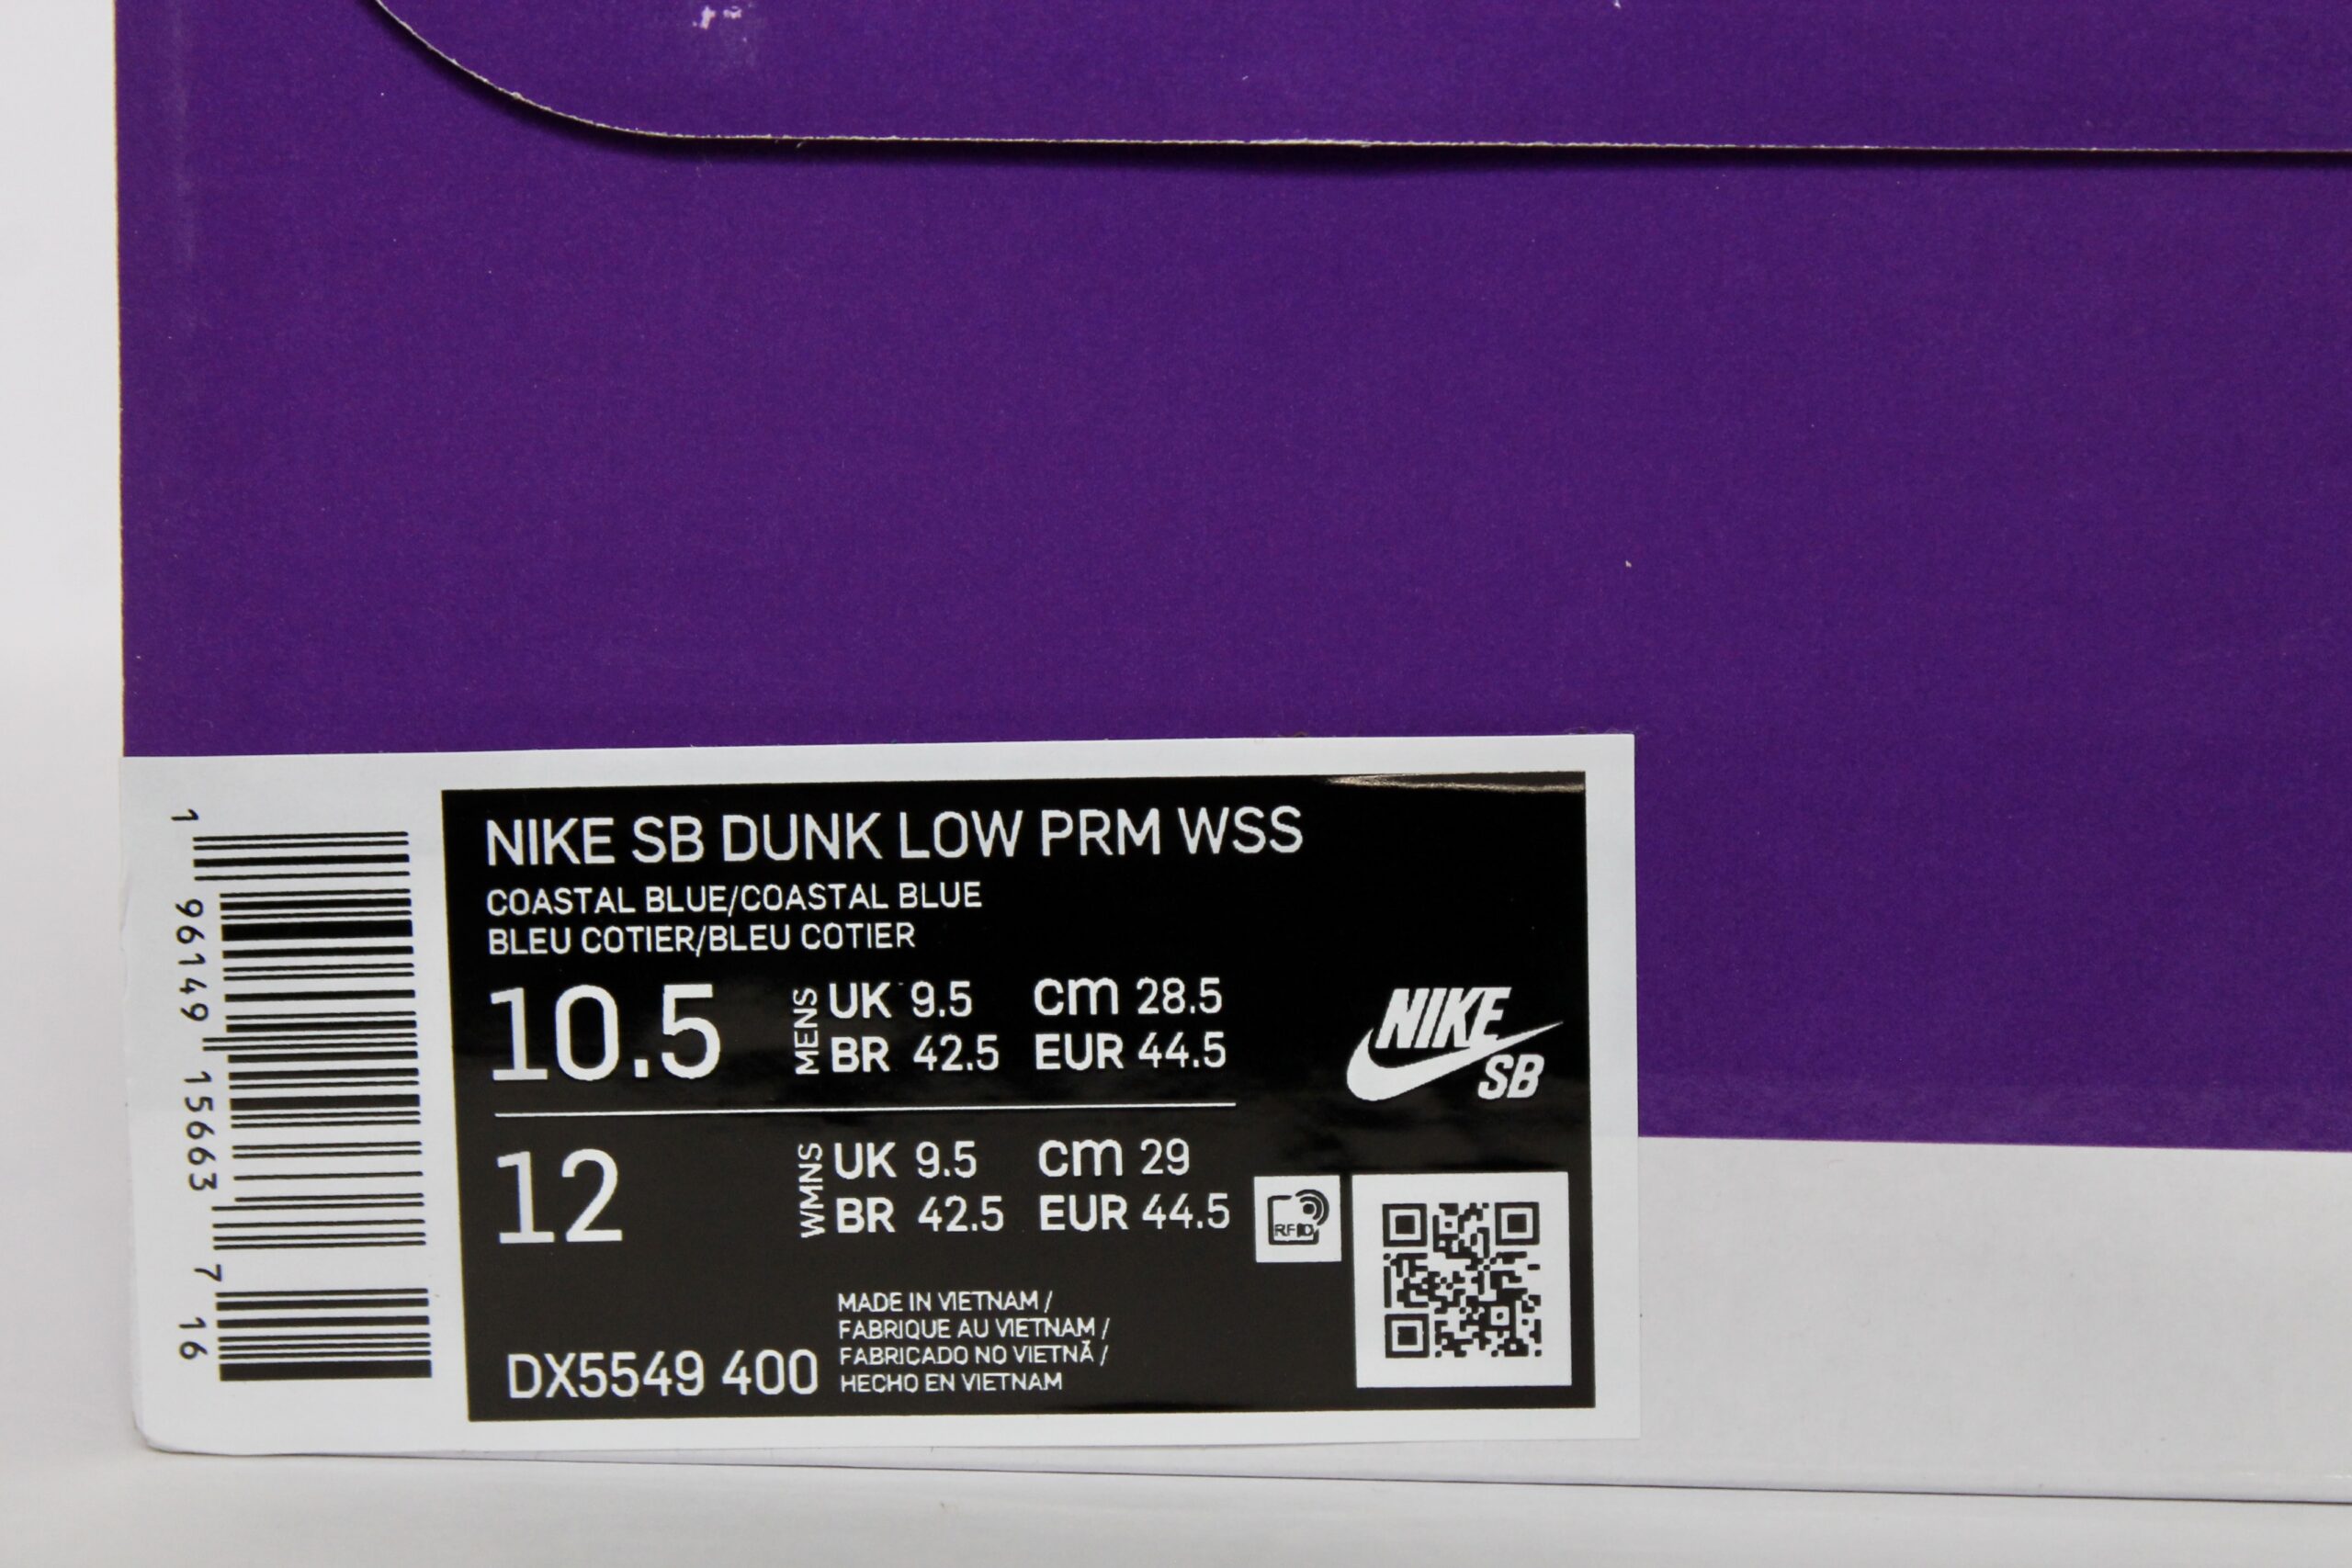 NIKE SB DUNK LOW PRM WSS
COASTAL BLUE/COASTAL BLUE
BLEU COTIER/BLEU COTIER
10.5 MENS UK 9.5 cm 28.5
BR 42.5 EUR 44.5
NIKE
SB
12 WMNS UK 9.5 cm 29
BR 42.5 EUR 44.5
RFID
MADE IN VIETNAM /
FABRIQUE AU VIETNAM /
FABRICADO NO VIETNÃ /
HECHO EN VIETNAM
DX5549 400
1 96149 15663 7 16